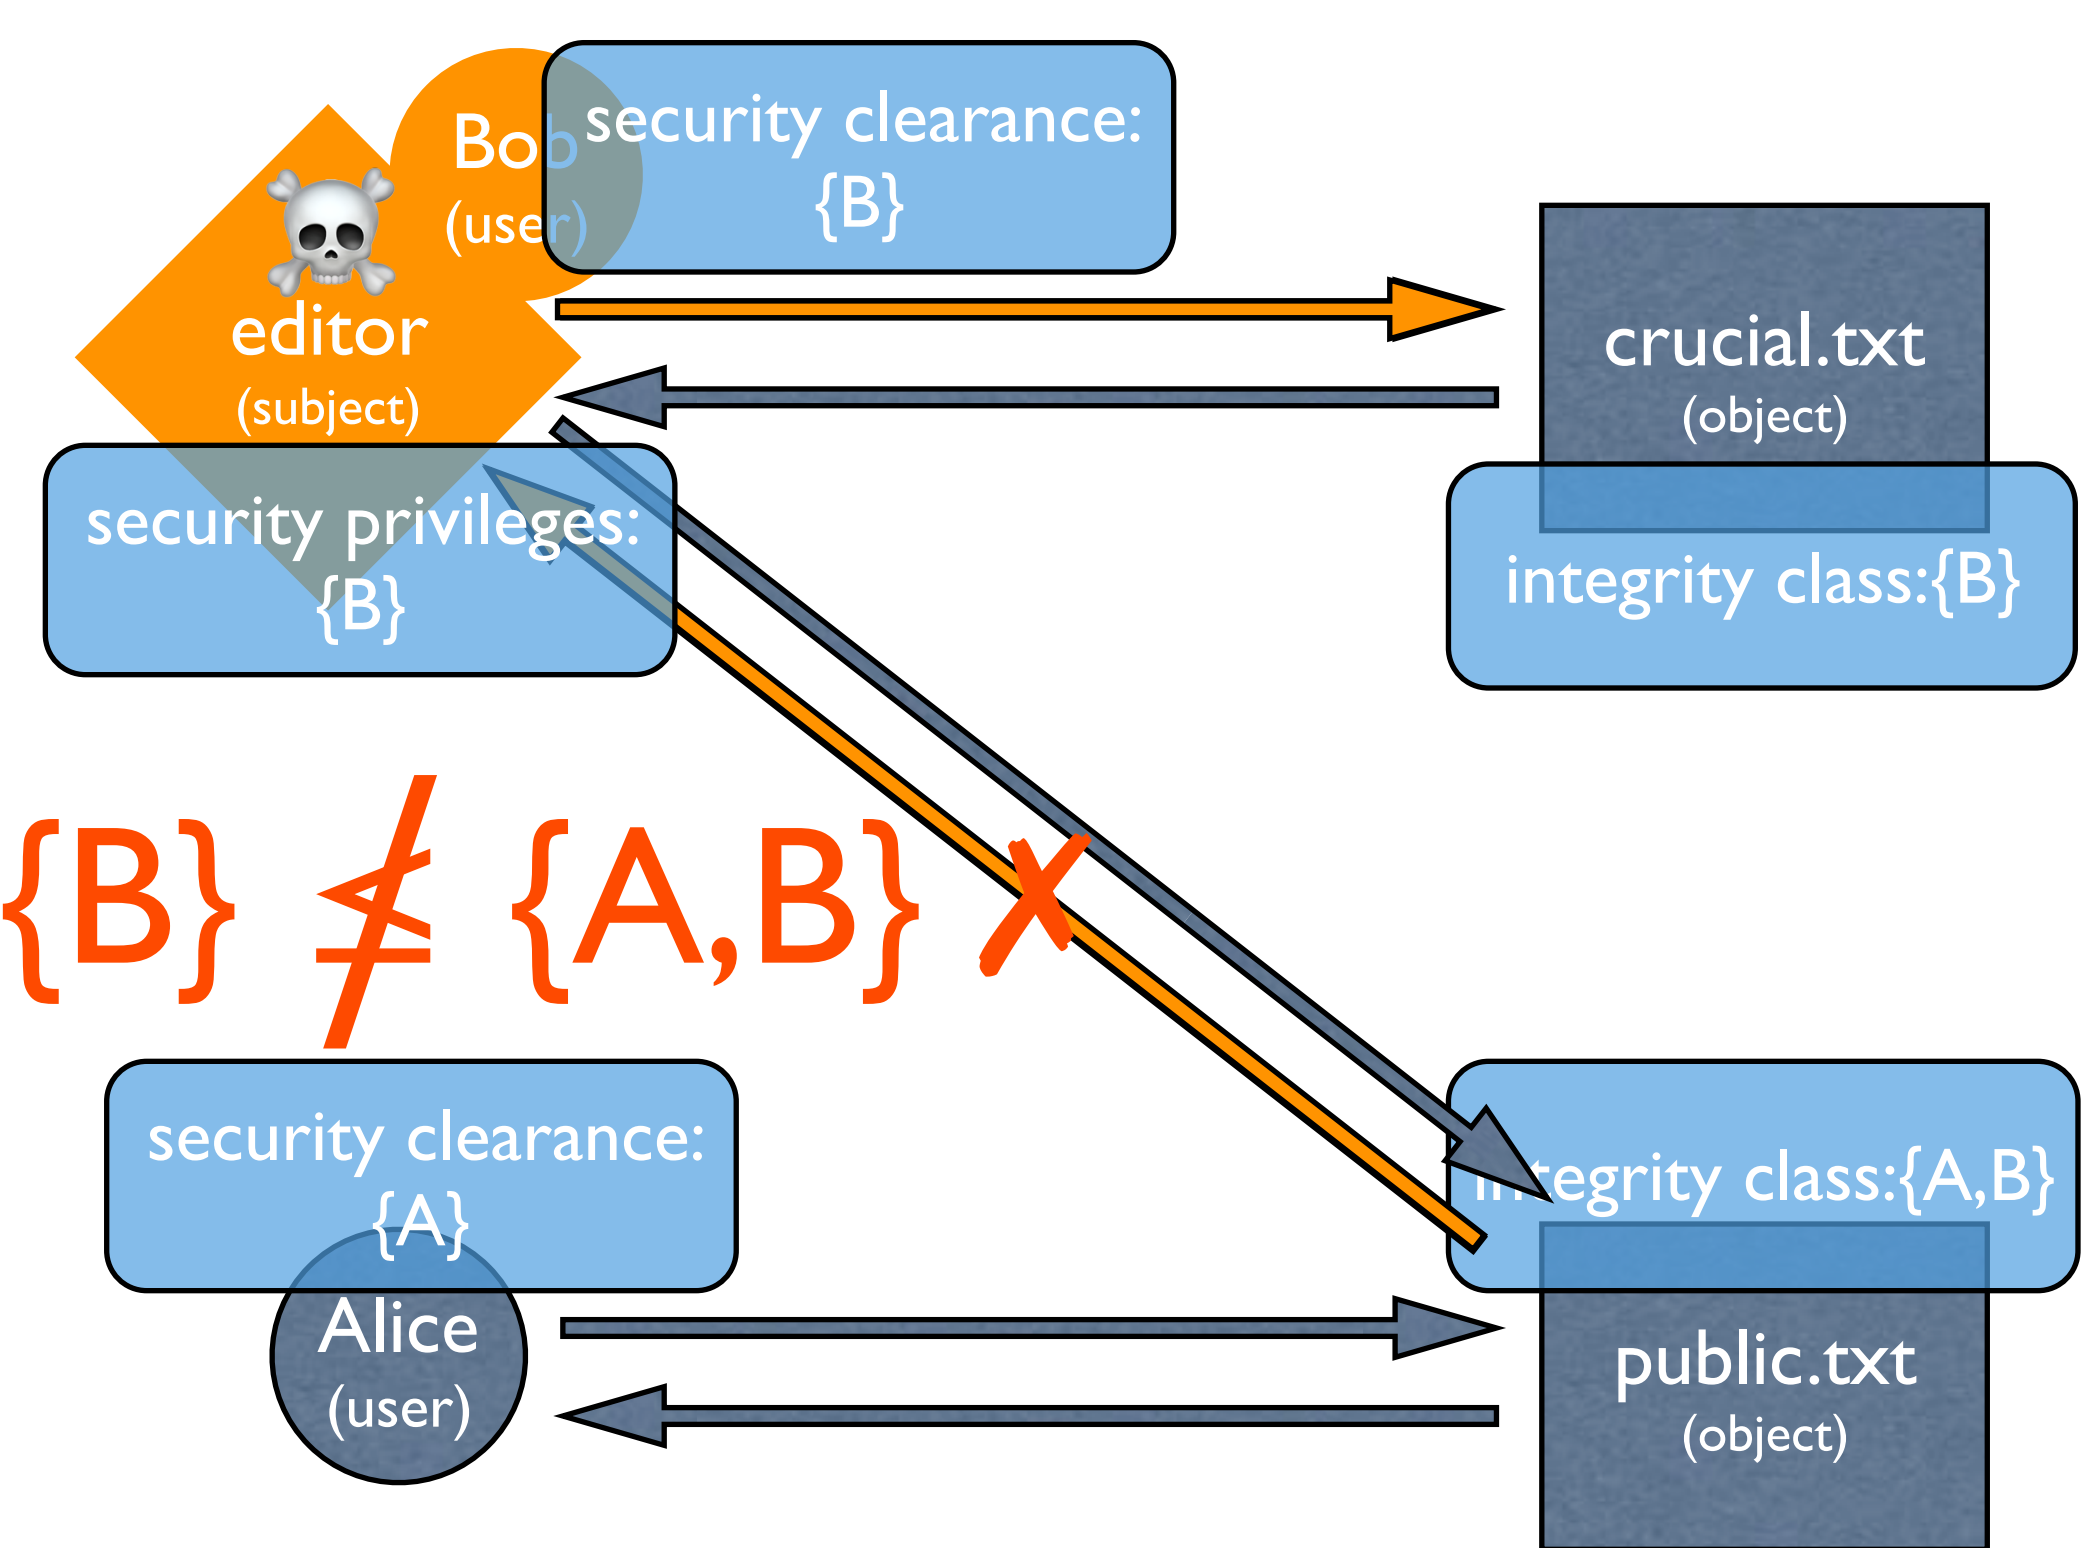 Bob
(user)
security clearance:
{B}
editor
(subject)
crucial.txt
(object)
security privileges:
{B}
integrity class:{B}
{B} ≰ {A,B} ✗
security clearance:
{A}
integrity class:{A,B}
Alice
(user)
public.txt
(object)